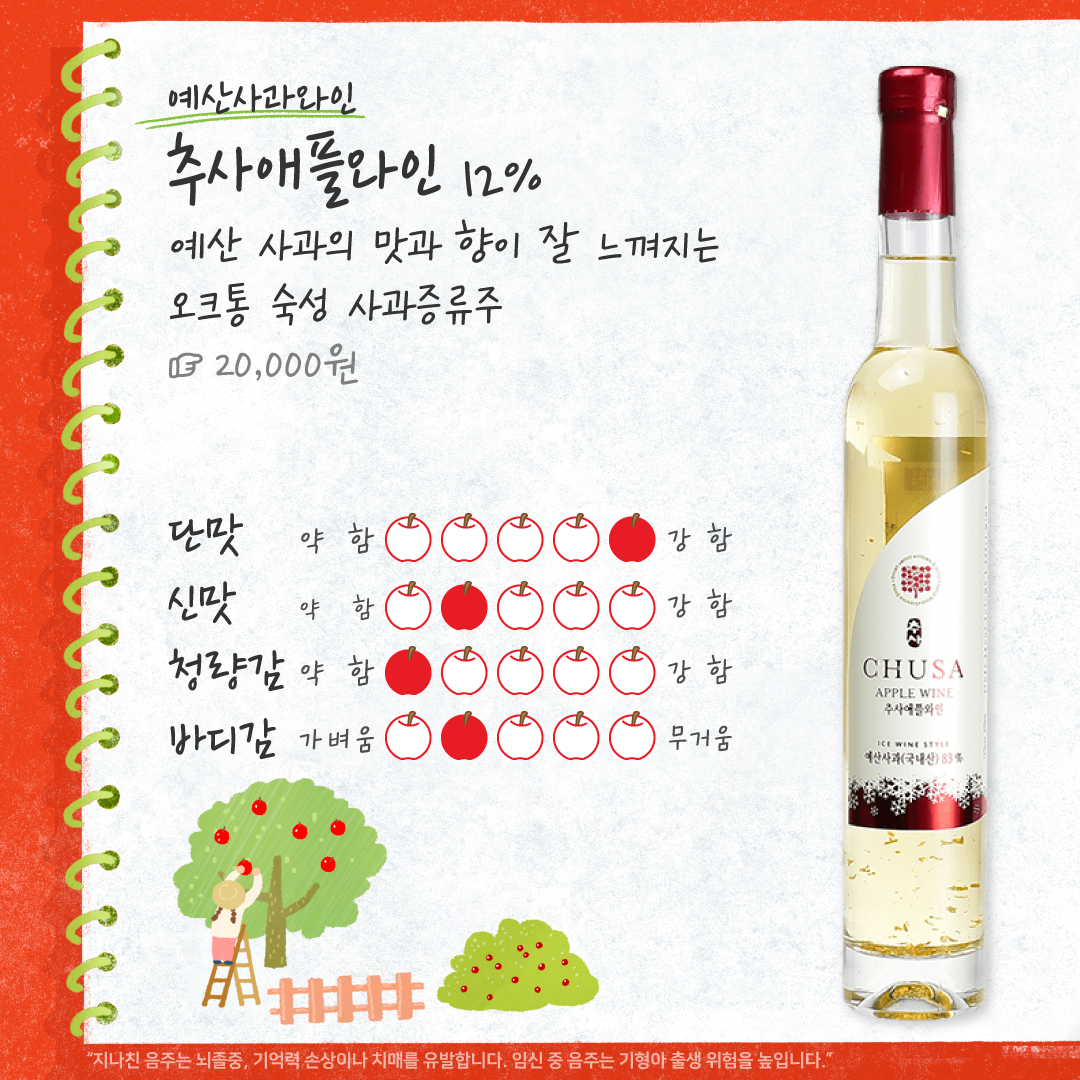 예산사과와인
추사애플와인 12%
예산 사과의 맛과 향이 잘 느껴지는
오크통 숙성 사과증류주
☞ 20,000원
단맛 약 함 강 함
신맛 약 함 강 함
청량감 약 함 강 함
바디감 가벼움 무거움
CHUSA
APPLE WINE
추사애플와인
ICE WINE STYLE
예산사과(국내산) 83%
"지나친 음주는 뇌졸중, 기억력 손상이나 치매를 유발합니다. 임신 중 음주는 기형아 출생 위험을 높입니다."